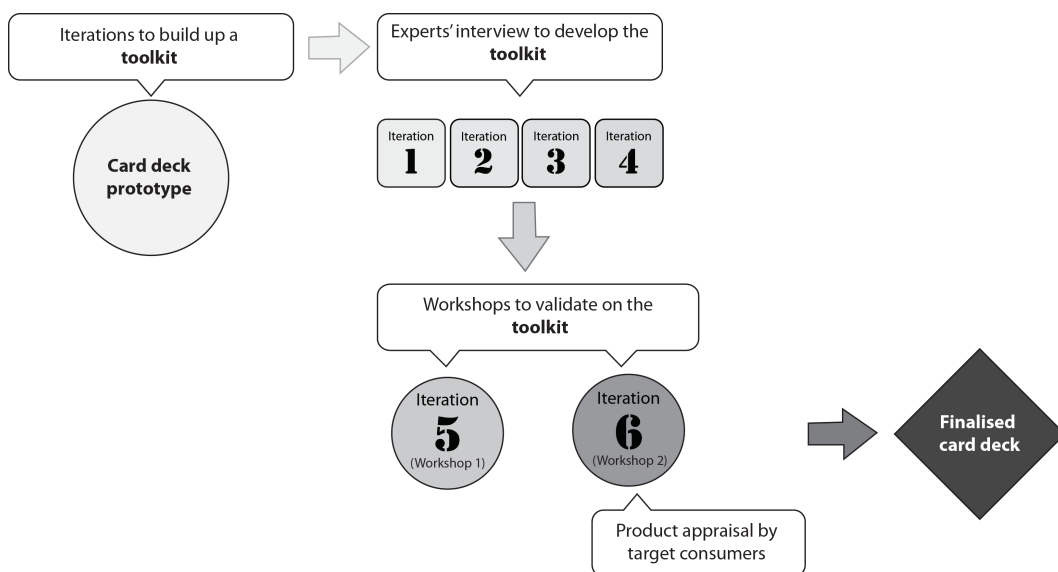 Iterations to build up a
toolkit
Card deck
prototype
Experts' interview to develop the
toolkit
Iteration
1
Iteration
2
Iteration
3
Iteration
4
Workshops to validate on the
toolkit
Iteration
5
(Workshop 1)
Iteration
6
(Workshop 2)
Product appraisal by
target consumers
Finalised
card deck